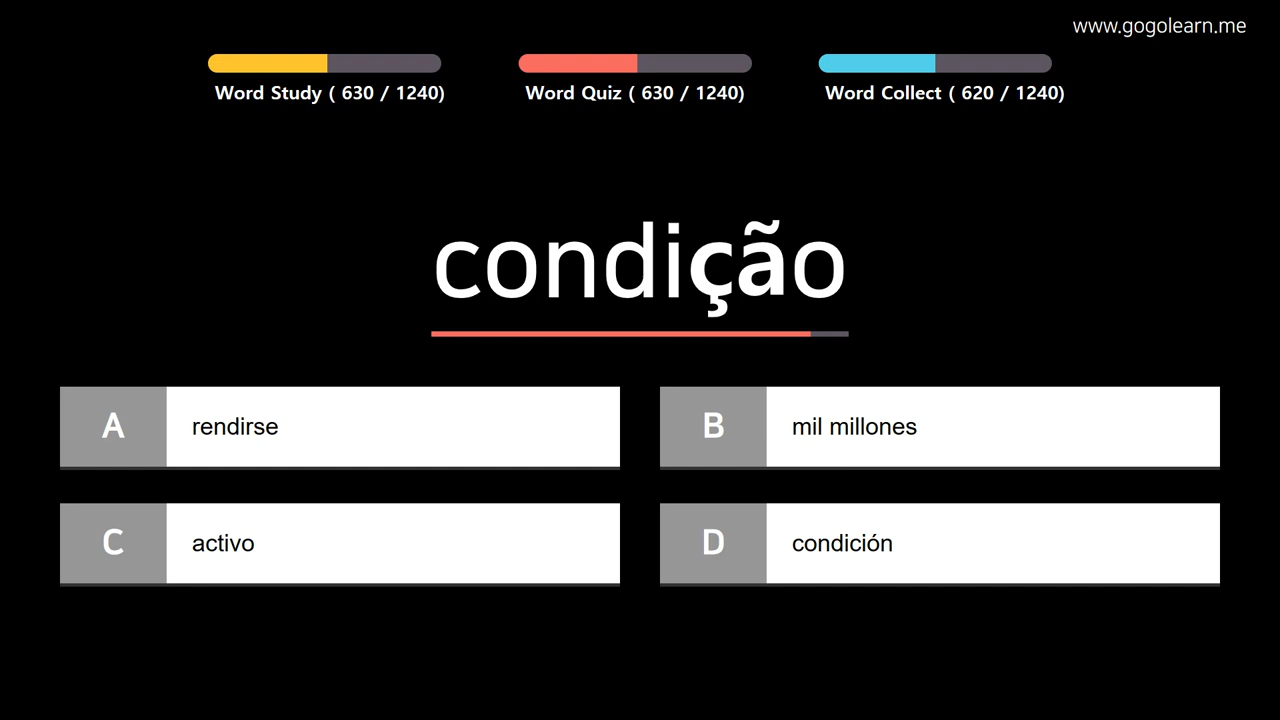 www.gogolearn.me
Word Study ( 630 / 1240)
Word Quiz ( 630 / 1240)
Word Collect ( 620 / 1240)
condição
A
rendirse
B
mil millones
C
activo
D
condición